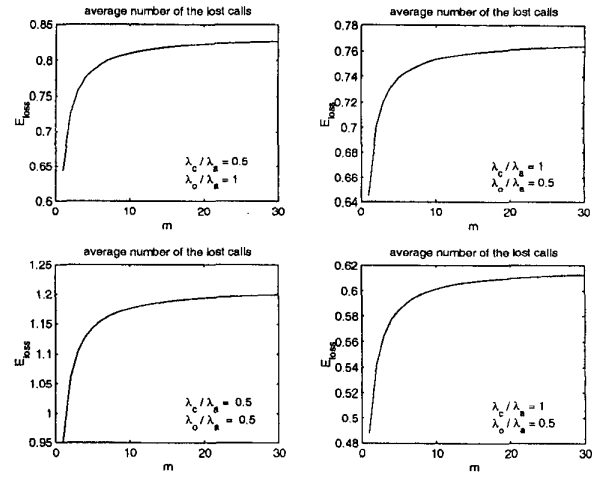 average number of the lost calls
0.85
0.8
0.75
0.7
0.65
0.6
E_loss
λ_c / λ_a = 0.5
λ_o / λ_a = 1
0 10 20 30
m
average number of the lost calls
0.78
0.76
0.74
0.72
0.7
0.68
0.66
0.64
E_loss
λ_c / λ_a = 1
λ_o / λ_a = 0.5
0 10 20 30
m
average number of the lost calls
1.25
1.2
1.15
1.1
1.05
1
0.95
E_loss
λ_c / λ_a = 0.5
λ_o / λ_a = 0.5
0 10 20 30
m
average number of the lost calls
0.62
0.6
0.58
0.56
0.54
0.52
0.5
0.48
E_loss
λ_c / λ_a = 1
λ_o / λ_a = 0.5
0 10 20 30
m